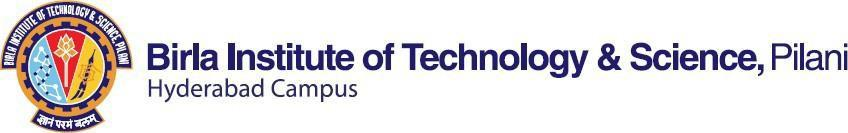 BIRLA INSTITUTE OF TECHNOLOGY & SCIENCE, PILANI
ज्ञानं परमं बलम्
Birla Institute of Technology & Science, Pilani
Hyderabad Campus